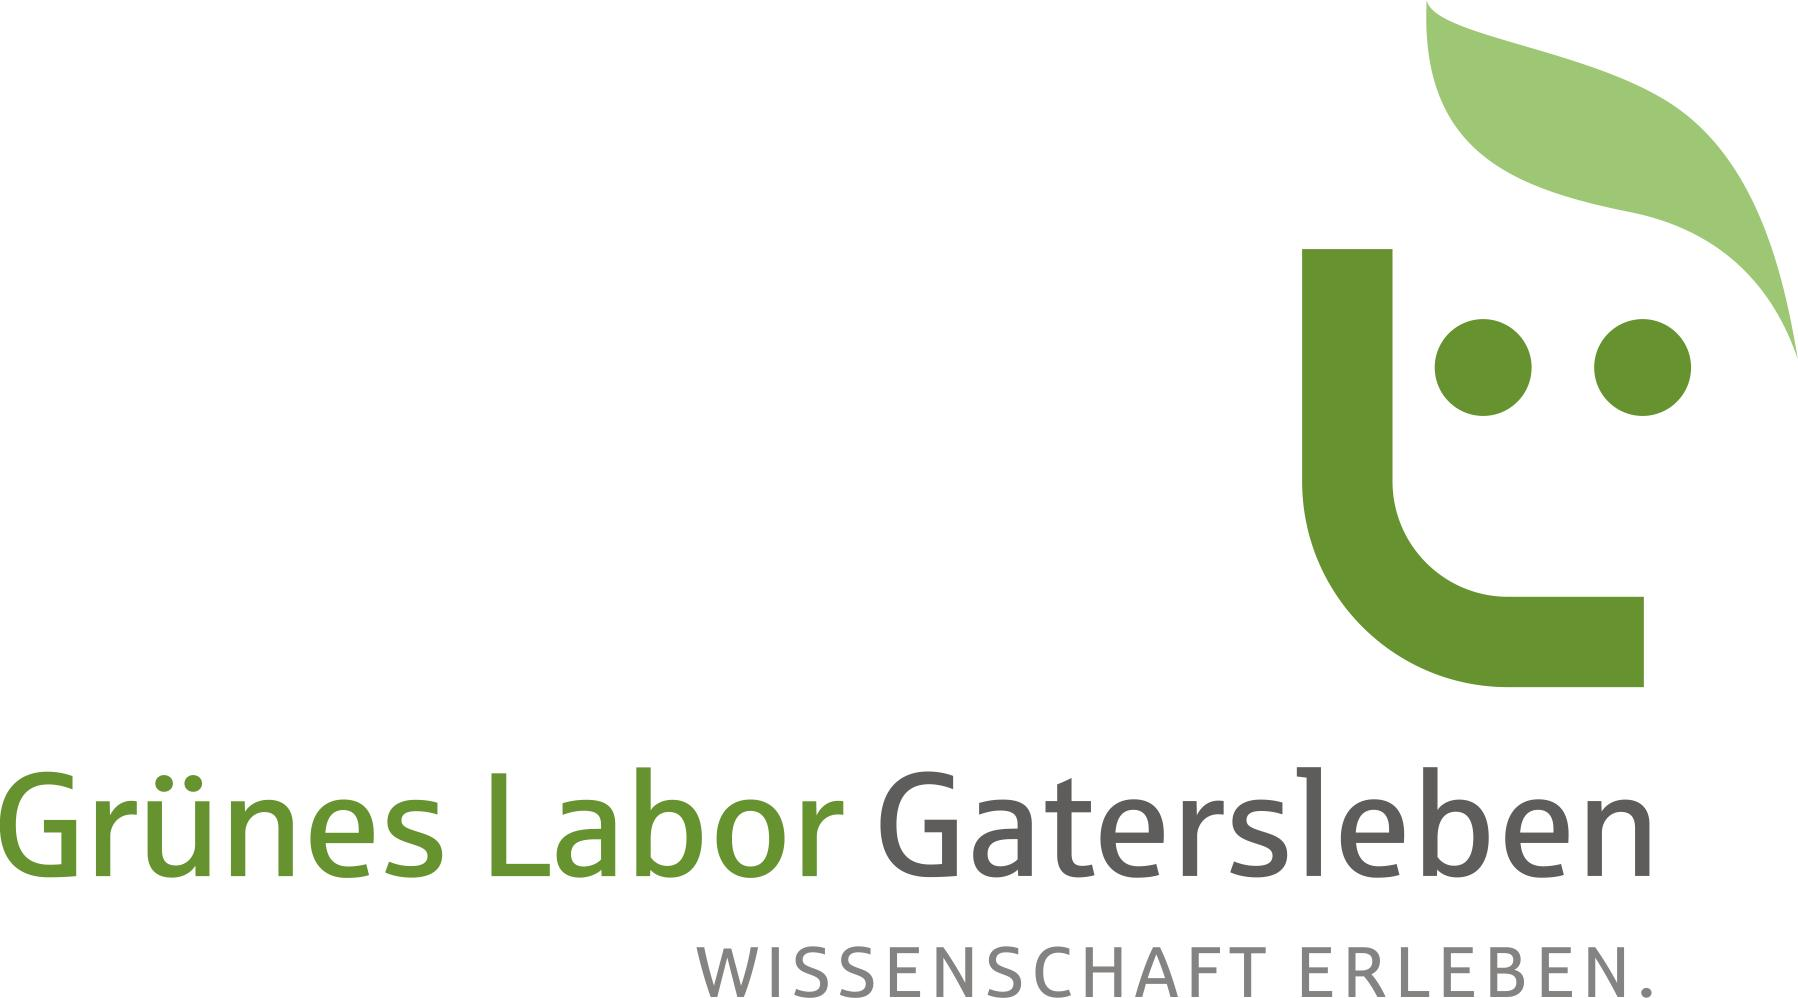 Grünes Labor Gatersleben
WISSENSCHAFT ERLEBEN.